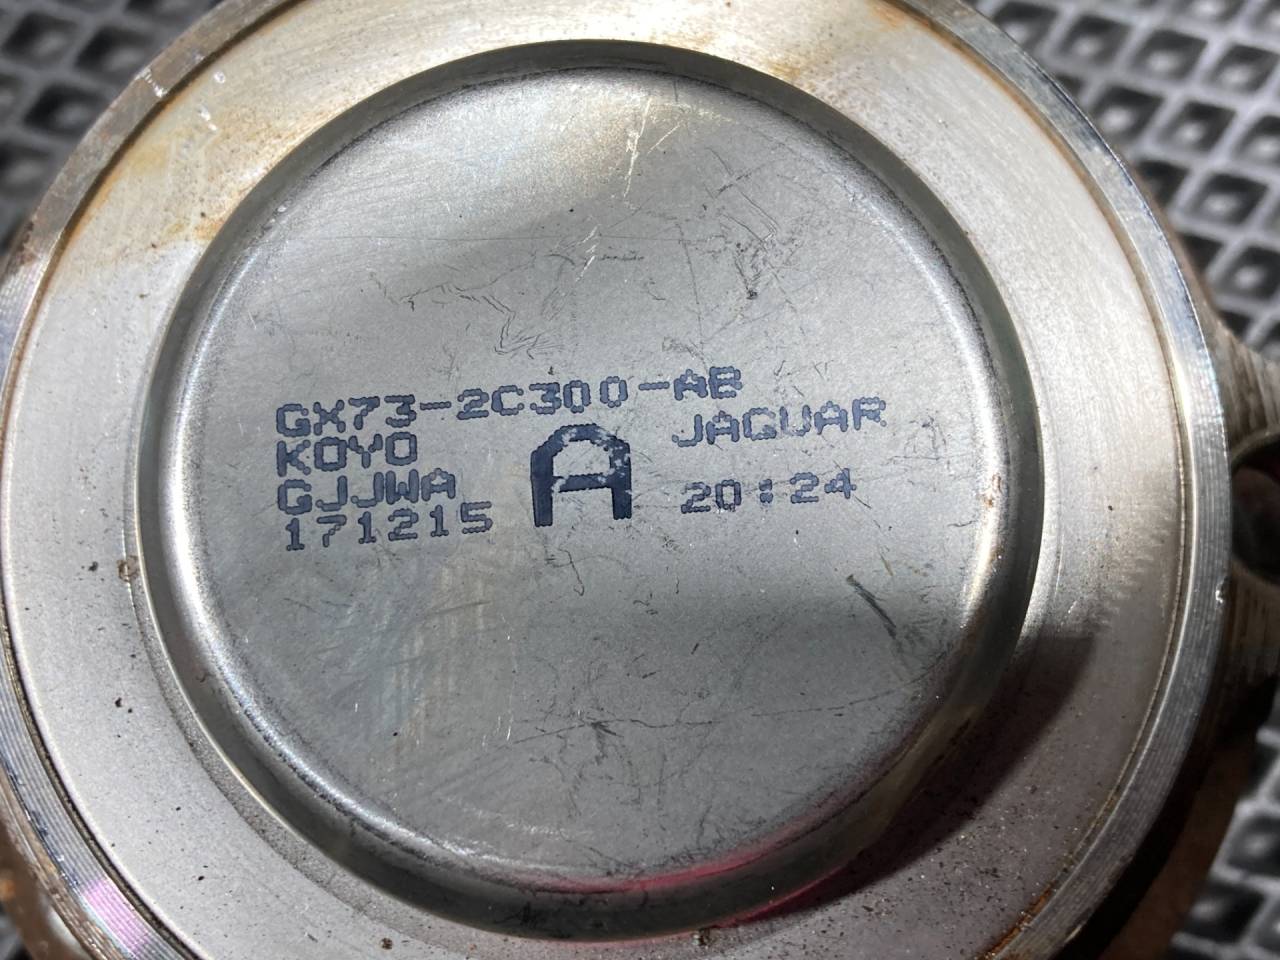 GX73-2C300-AB
KOYO
JAGUAR
A
GJJWA
20:24
171215